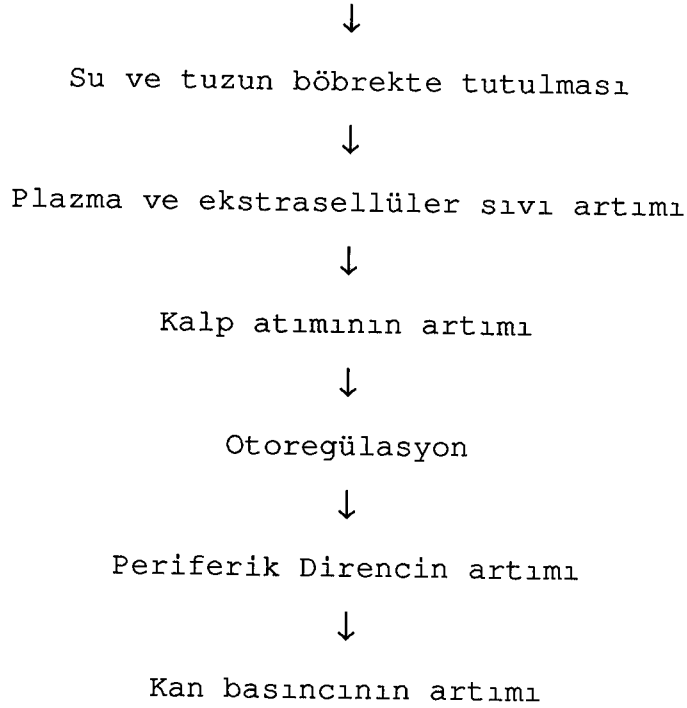 ↓
Su ve tuzun böbrekte tutulması
↓
Plazma ve ekstrasellüler sıvı artımı
↓
Kalp atımının artımı
↓
Otoregülasyon
↓
Periferik Direncin artımı
↓
Kan basıncının artımı